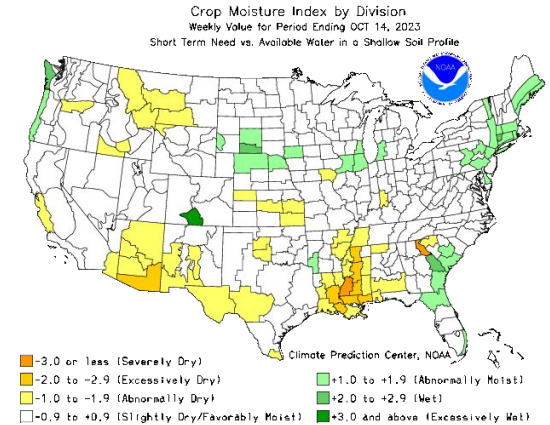 Crop Moisture Index by Division
Weekly Value for Period Ending OCT 14, 2023
Short Term Need vs. Available Water in a Shallow Soil Profile
NOAA
Climate Prediction Center, NOAA
-3.0 or less (Severely Dry)
-2.0 to -2.9 (Excessively Dry)
-1.0 to -1.9 (Abnormally Dry)
-0.9 to +0.9 (Slightly Dry/Favorably Moist)
+1.0 to +1.9 (Abnormally Moist)
+2.0 to +2.9 (Wet)
+3.0 and above (Excessively Wet)